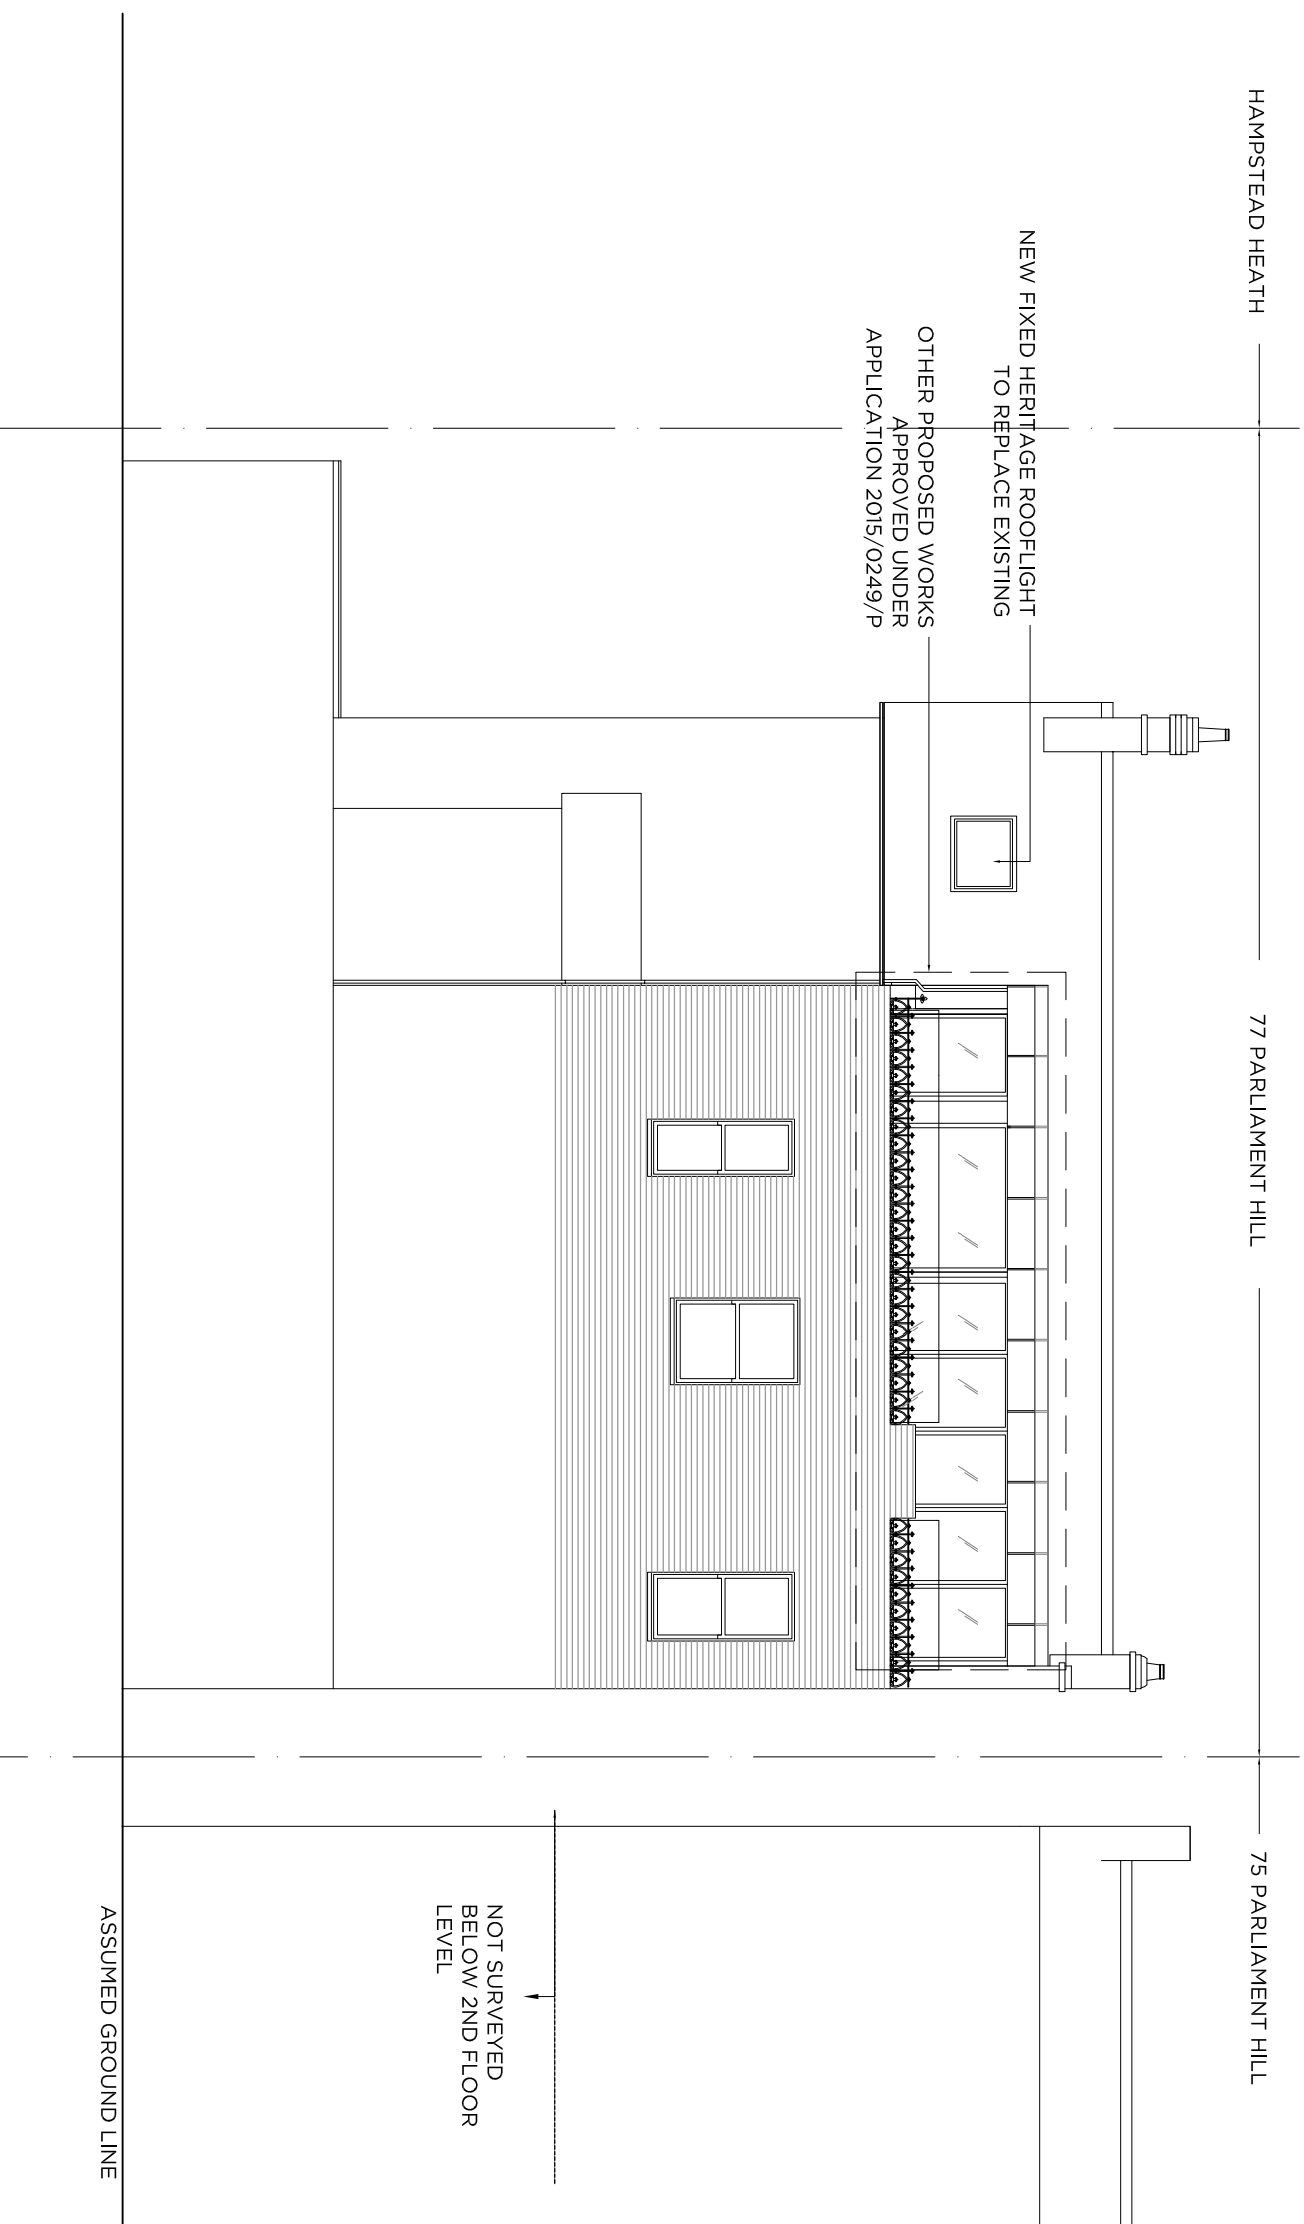 HAMPSTEAD HEATH
77 PARLIAMENT HILL
75 PARLIAMENT HILL
NEW FIXED HERITAGE ROOFLIGHT
TO REPLACE EXISTING
OTHER PROPOSED WORKS
APPROVED UNDER
APPLICATION 2015/0249/P
NOT SURVEYED
BELOW 2ND FLOOR
LEVEL
ASSUMED GROUND LINE